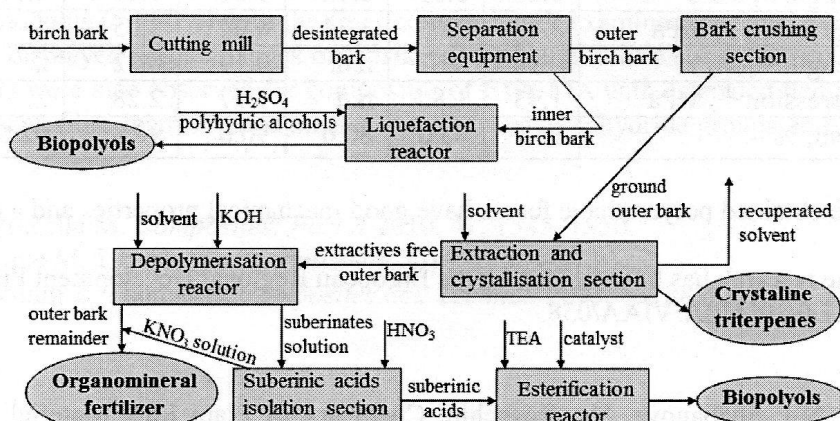 birch bark
Cutting mill
desintegrated
bark
Separation
equipment
outer
birch bark
Bark crushing
section
H₂SO₄
polyhydric alcohols
Biopolyols
Liquefaction
reactor
inner
birch bark
ground
outer bark
solvent
KOH
solvent
recuperated
solvent
Depolymerisation
reactor
extractives free
outer bark
Extraction and
crystallisation section
Crystaline
triterpenes
outer bark
remainder
KNO₃ solution
suberinates
solution
HNO₃
TEA
catalyst
Organomineral
fertilizer
Suberinic acids
isolation section
suberinic
acids
Esterification
reactor
Biopolyols